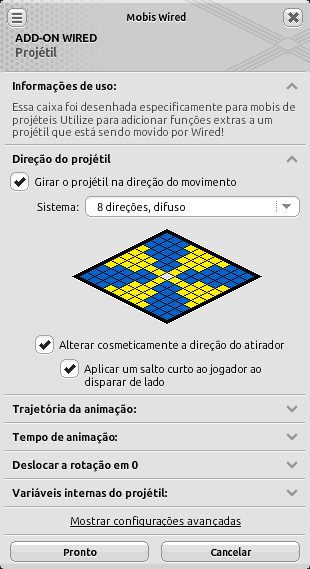 Mobis Wired
ADD-ON WIRED
Projétil
Informações de uso:
Essa caixa foi desenhada especificamente para mobis de
projéteis Utilize para adicionar funções extras a um
projétil que está sendo movido por Wired!
Direção do projétil
Girar o projétil na direção do movimento
Sistema:
8 direções, difuso
Alterar cosmeticamente a direção do atirador
Aplicar um salto curto ao jogador ao
disparar de lado
Trajetória da animação:
Tempo de animação:
Deslocar a rotação em 0
Variáveis internas do projétil:
Mostrar configurações avançadas
Pronto
Cancelar